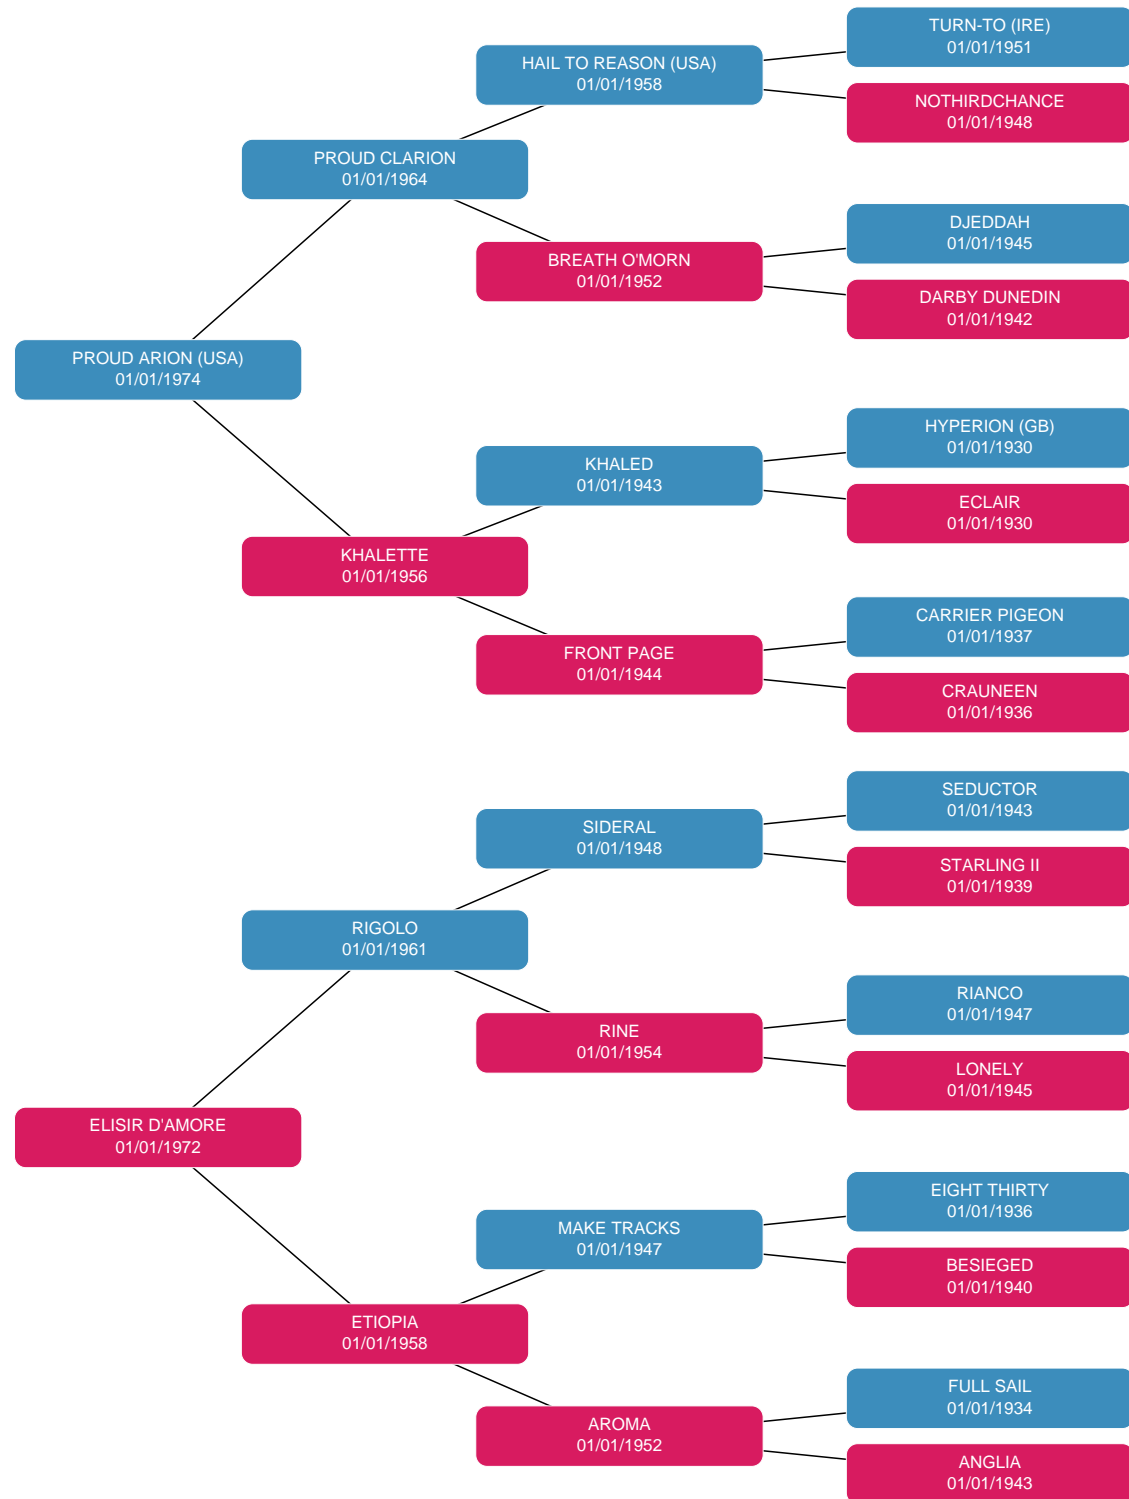 TURN-TO (IRE)
01/01/1951
HAIL TO REASON (USA)
01/01/1958
NOTHIRDCHANCE
01/01/1948
PROUD CLARION
01/01/1964
DJEDDAH
01/01/1945
BREATH O'MORN
01/01/1952
DARBY DUNEDIN
01/01/1942
PROUD ARION (USA)
01/01/1974
HYPERION (GB)
01/01/1930
KHALED
01/01/1943
ECLAIR
01/01/1930
KHALETTE
01/01/1956
CARRIER PIGEON
01/01/1937
FRONT PAGE
01/01/1944
CRAUNEEN
01/01/1936
SEDUCTOR
01/01/1943
SIDERAL
01/01/1948
STARLING II
01/01/1939
RIGOLO
01/01/1961
RIANCO
01/01/1947
RINE
01/01/1954
LONELY
01/01/1945
ELISIR D'AMORE
01/01/1972
EIGHT THIRTY
01/01/1936
MAKE TRACKS
01/01/1947
BESIEGED
01/01/1940
ETIOPIA
01/01/1958
FULL SAIL
01/01/1934
AROMA
01/01/1952
ANGLIA
01/01/1943